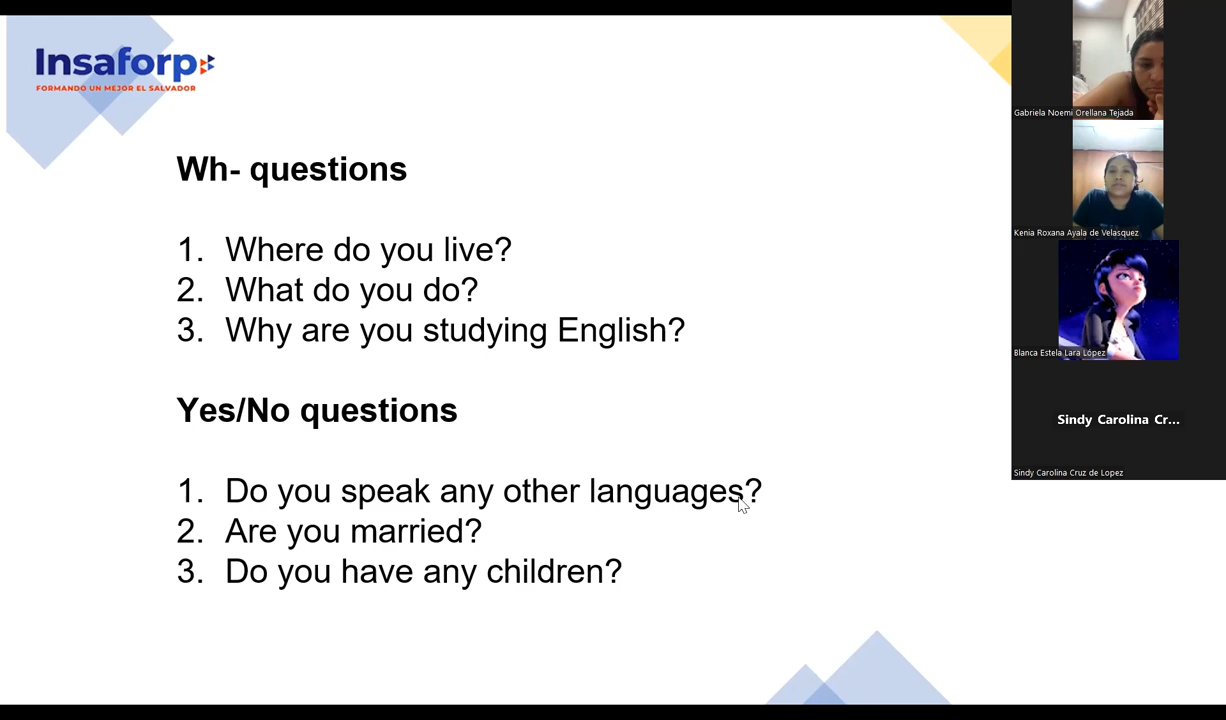 Insaforp
FORMANDO UN MEJOR EL SALVADOR
Wh- questions
1. Where do you live?
2. What do you do?
3. Why are you studying English?
Yes/No questions
1. Do you speak any other languages?
2. Are you married?
3. Do you have any children?
Gabriela Noemi Orellana Tejada
Kenia Roxana Ayala de Velasquez
Blanca Estela Lara López
Sindy Carolina Cr...
Sindy Carolina Cruz de Lopez